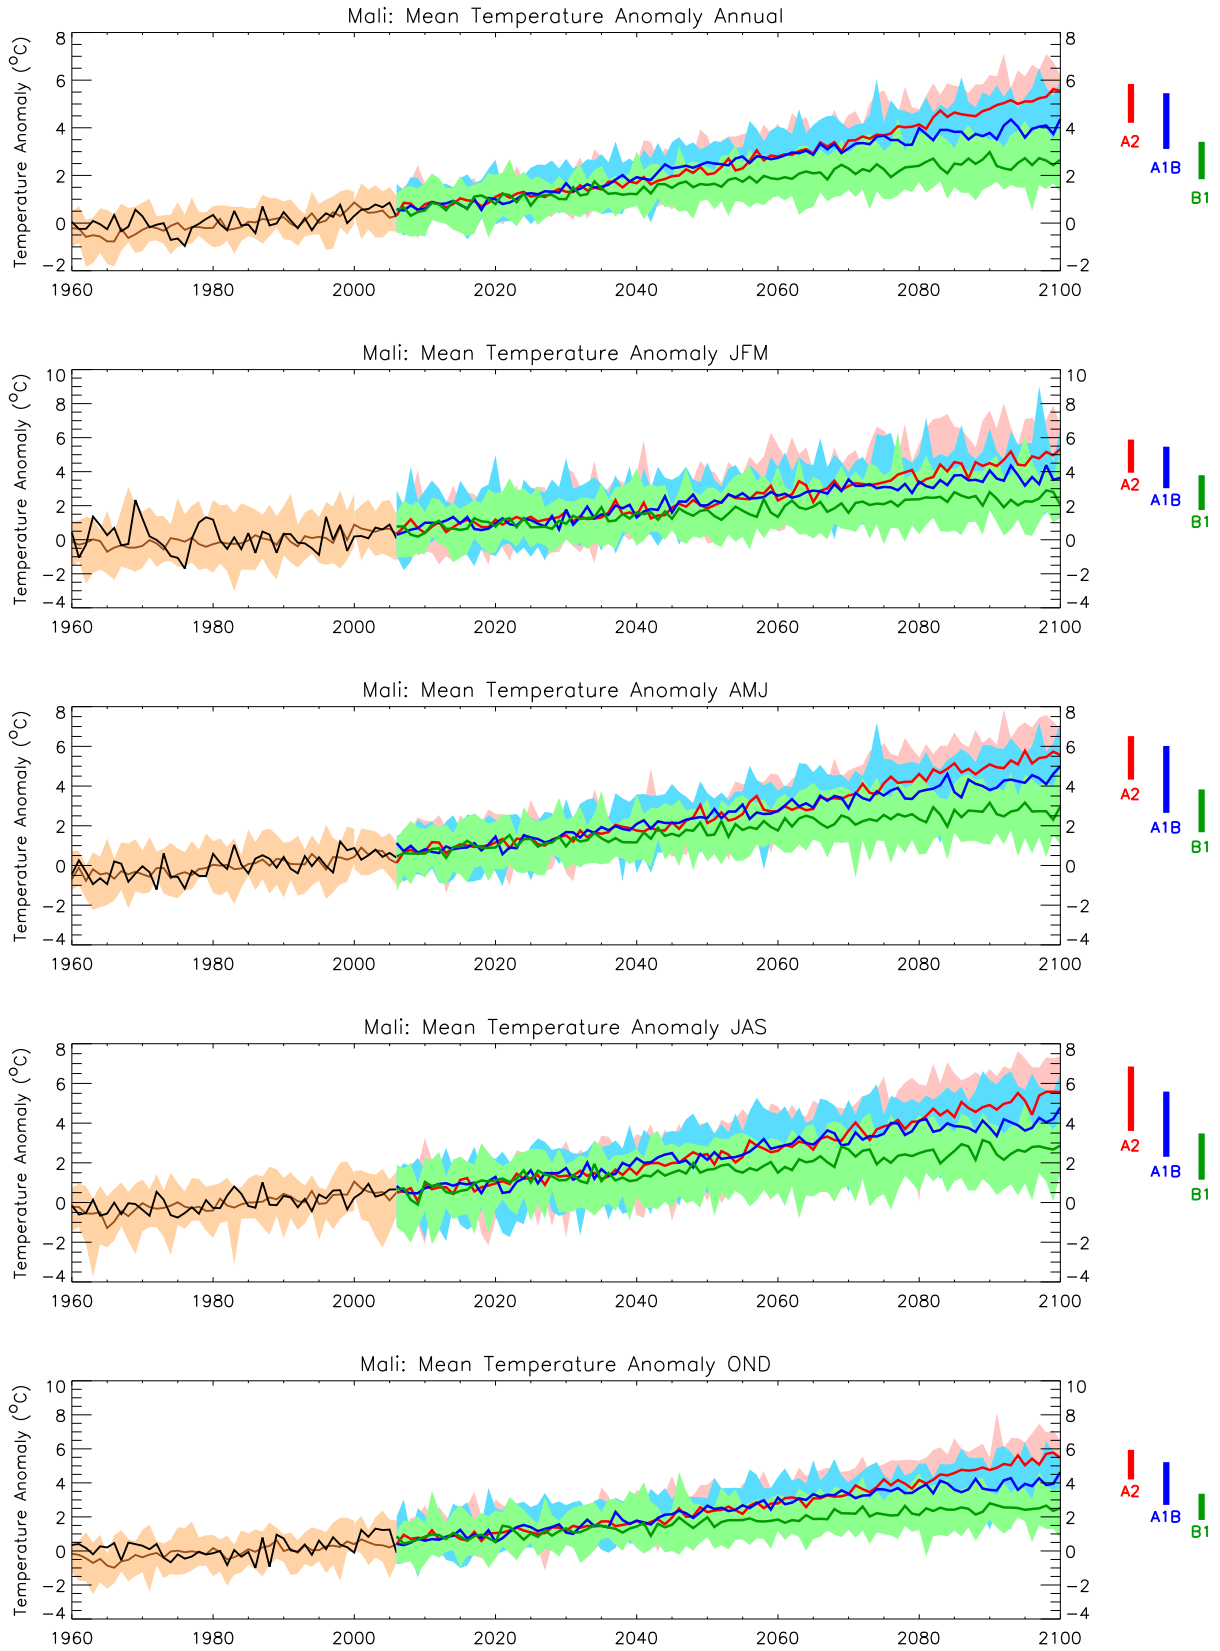 Mali: Mean Temperature Anomaly Annual
Temperature Anomaly (°C)
8 8
6 6
4 4
2 2
0 0
−2 −2
1960 1980 2000 2020 2040 2060 2080 2100
A2
A1B
B1
Mali: Mean Temperature Anomaly JFM
Temperature Anomaly (°C)
10 10
8 8
6 6
4 4
2 2
0 0
−2 −2
−4 −4
1960 1980 2000 2020 2040 2060 2080 2100
A2
A1B
B1
Mali: Mean Temperature Anomaly AMJ
Temperature Anomaly (°C)
8 8
6 6
4 4
2 2
0 0
−2 −2
−4 −4
1960 1980 2000 2020 2040 2060 2080 2100
A2
A1B
B1
Mali: Mean Temperature Anomaly JAS
Temperature Anomaly (°C)
8 8
6 6
4 4
2 2
0 0
−2 −2
−4 −4
1960 1980 2000 2020 2040 2060 2080 2100
A2
A1B
B1
Mali: Mean Temperature Anomaly OND
Temperature Anomaly (°C)
10 10
8 8
6 6
4 4
2 2
0 0
−2 −2
−4 −4
1960 1980 2000 2020 2040 2060 2080 2100
A2
A1B
B1